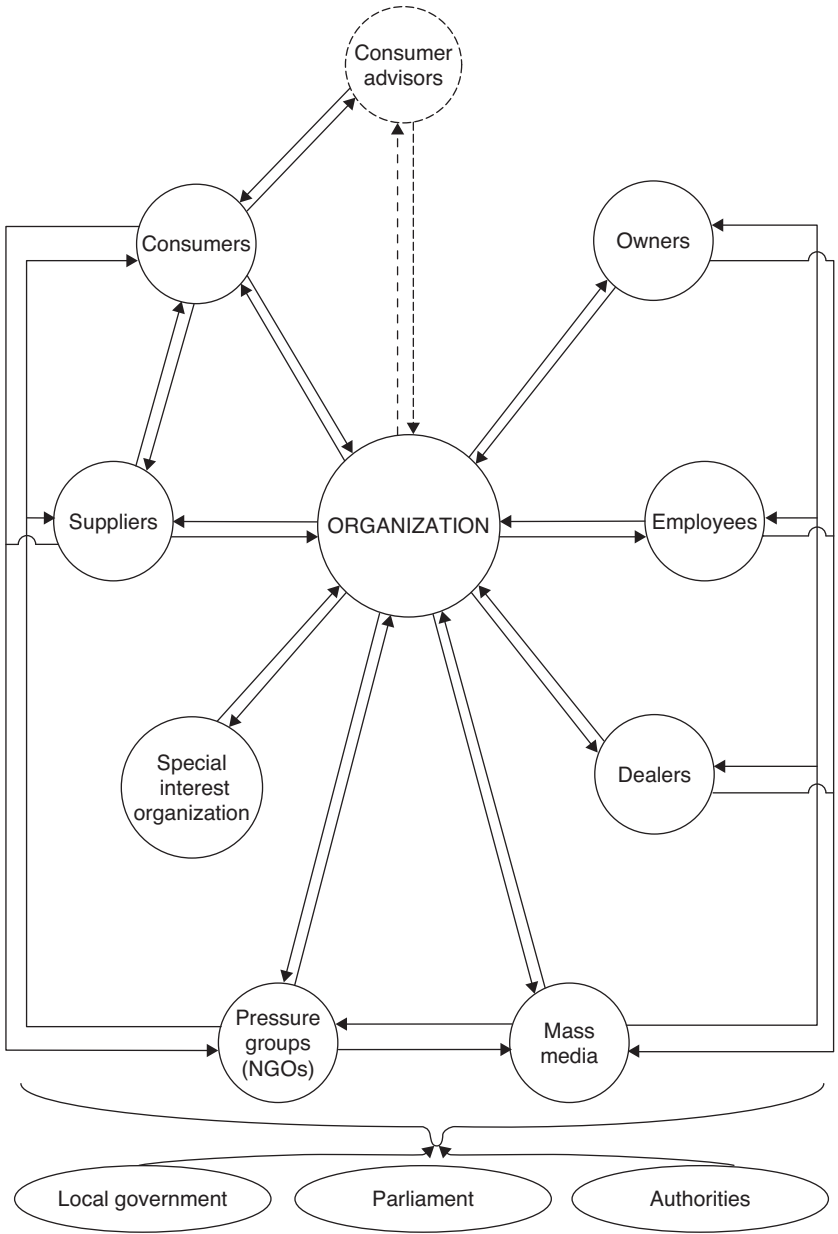 Consumer
advisors
Consumers
Owners
Suppliers
ORGANIZATION
Employees
Special
interest
organization
Dealers
Pressure
groups
(NGOs)
Mass
media
Local government
Parliament
Authorities